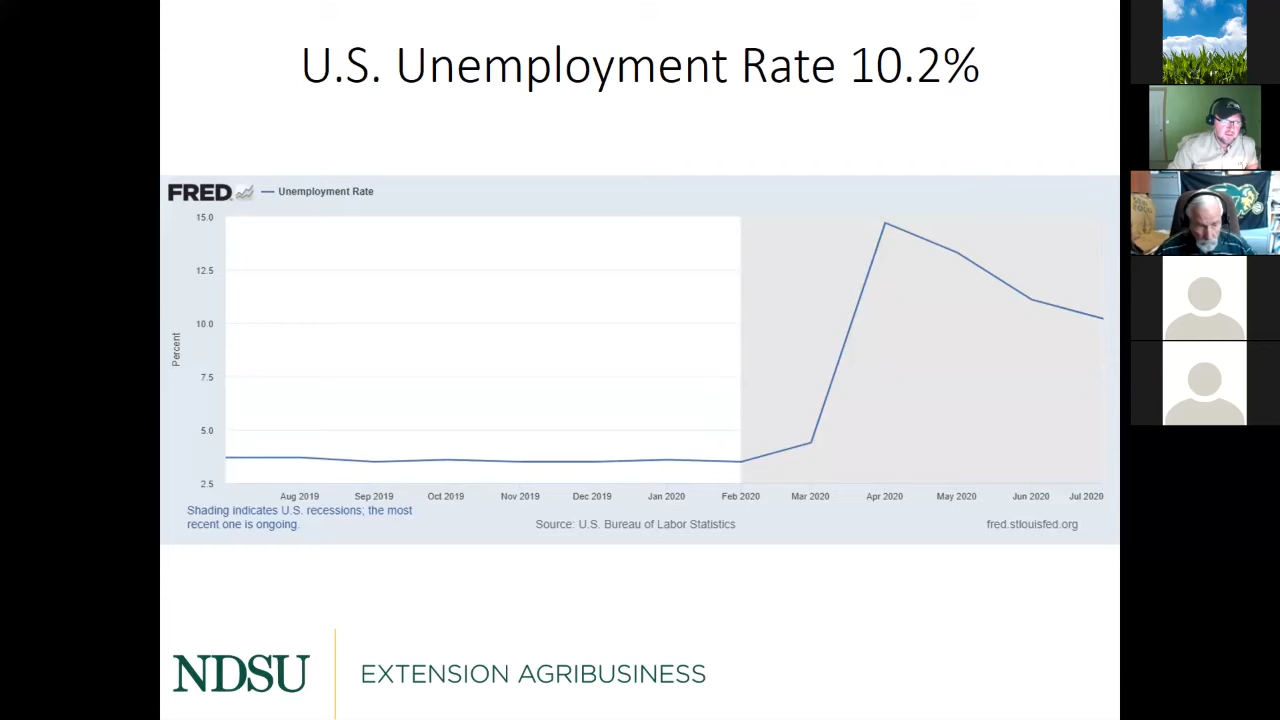 U.S. Unemployment Rate 10.2%
FRED
Unemployment Rate
15.0
12.5
10.0
7.5
5.0
2.5
Percent
Aug 2019 Sep 2019 Oct 2019 Nov 2019 Dec 2019 Jan 2020 Feb 2020 Mar 2020 Apr 2020 May 2020 Jun 2020 Jul 2020
Shading indicates U.S. recessions; the most
recent one is ongoing.
Source: U.S. Bureau of Labor Statistics
fred.stlouisfed.org
NDSU
EXTENSION AGRIBUSINESS